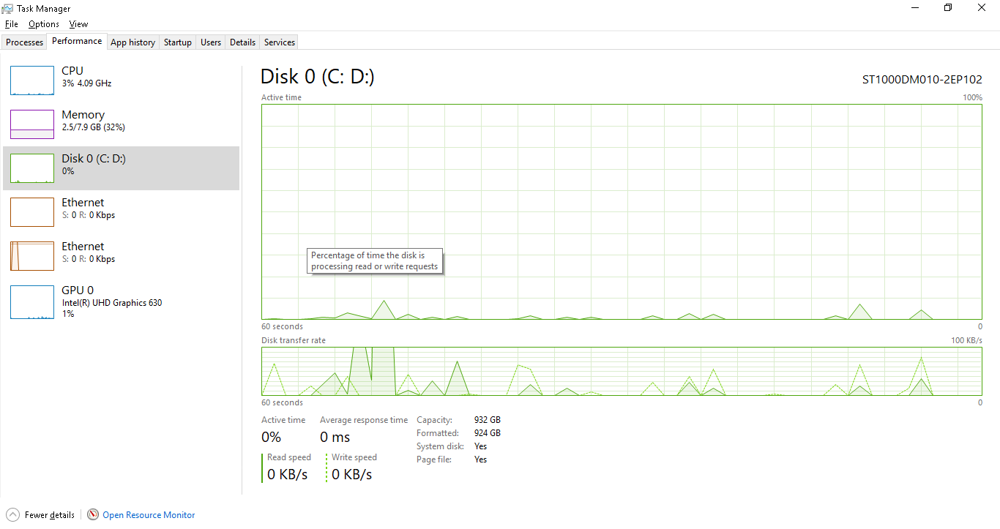 Task Manager
File Options View
Processes Performance App history Startup Users Details Services
CPU
3% 4.09 GHz
Memory
2.5/7.9 GB (32%)
Disk 0 (C: D:)
0%
Ethernet
S: 0 R: 0 Kbps
Ethernet
S: 0 R: 0 Kbps
GPU 0
Intel(R) UHD Graphics 630
1%
Disk 0 (C: D:) ST1000DM010-2EP102
Active time 100%
Percentage of time the disk is
processing read or write requests
60 seconds 0
Disk transfer rate 100 KB/s
60 seconds 0
Active time Average response time
0% 0 ms
Read speed Write speed
0 KB/s 0 KB/s
Capacity: 932 GB
Formatted: 924 GB
System disk: Yes
Page file: Yes
Fewer details Open Resource Monitor